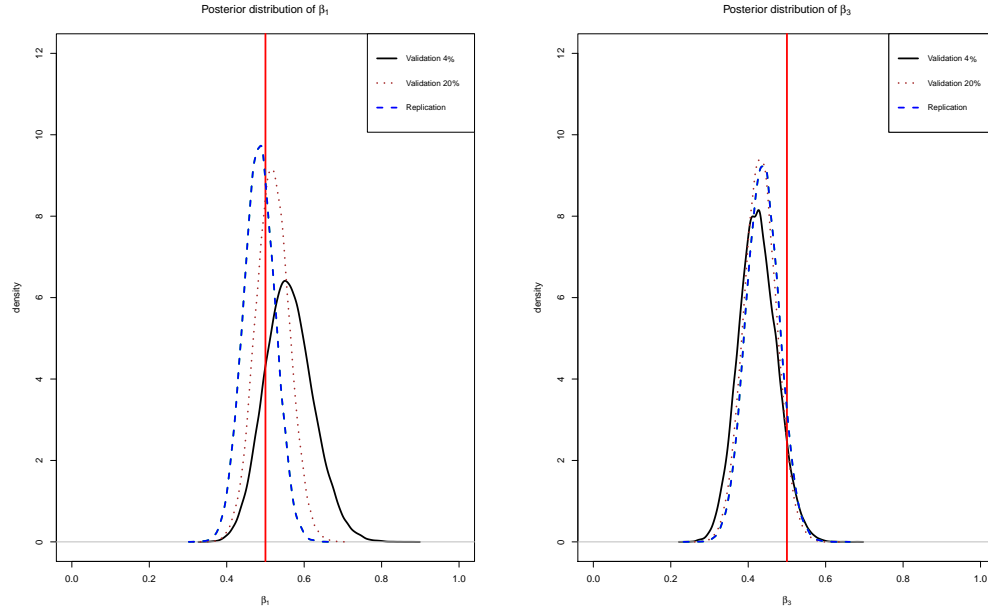 Posterior distribution of β₁
density
12
10
8
6
4
2
0
0.0 0.2 0.4 0.6 0.8 1.0
β₁
Validation 4%
Validation 20%
Replication
Posterior distribution of β₃
density
12
10
8
6
4
2
0
0.0 0.2 0.4 0.6 0.8 1.0
β₃
Validation 4%
Validation 20%
Replication